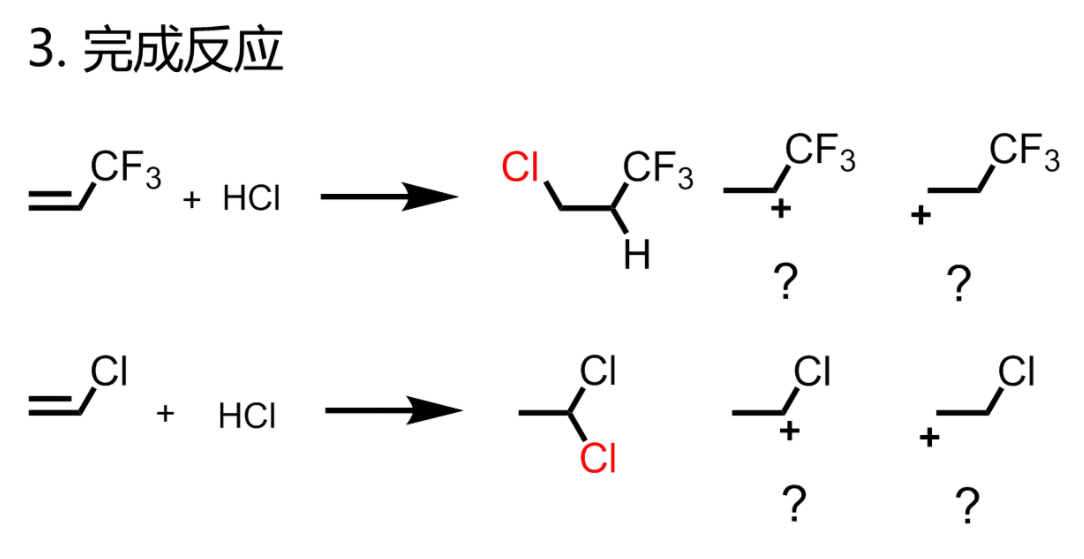 3. 完成反应
CF3 + HCl Cl CF3 H CF3 + CF3 +
? ?
Cl + HCl Cl Cl Cl + Cl +
? ?